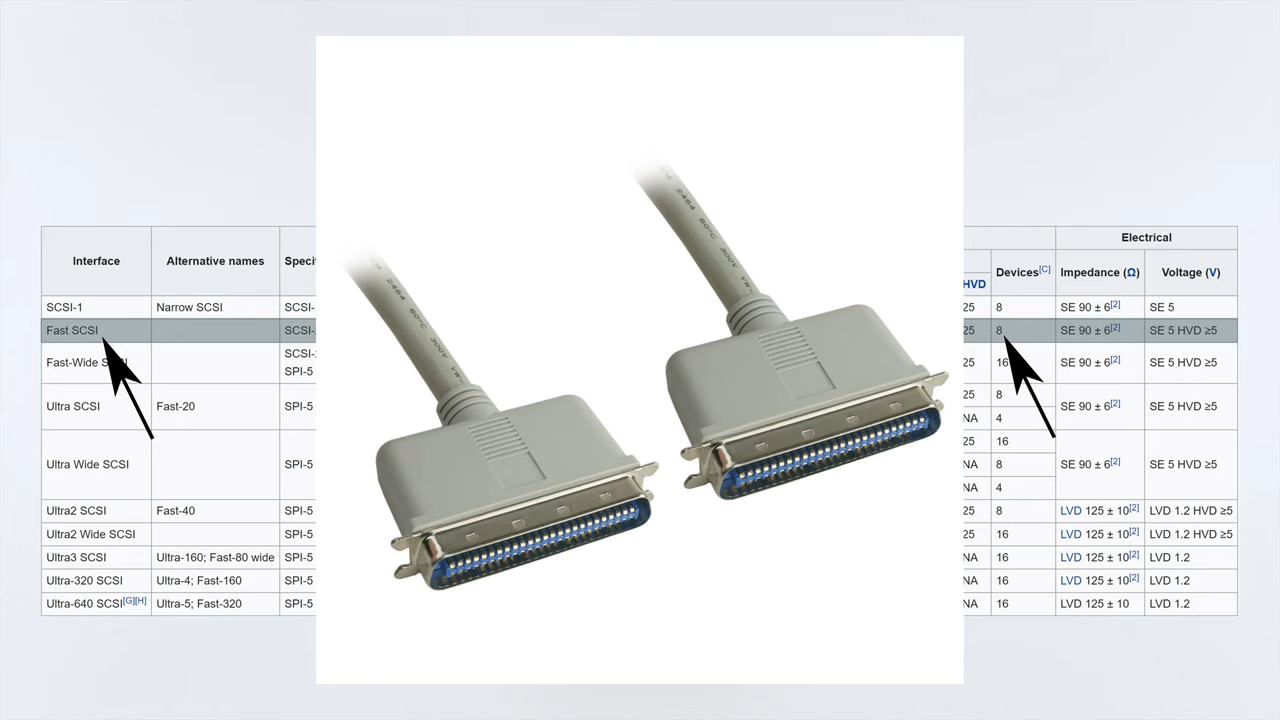 Electrical
Interface Alternative names Devices[C] Impedance (Ω) Voltage (V)
HVD
SCSI-1 Narrow SCSI 25 8 SE 90 ± 6[2] SE 5
Fast SCSI 25 8 SE 90 ± 6[2] SE 5 HVD ≥5
Fast-Wide SPI-5 25 16 SE 90 ± 6[2] SE 5 HVD ≥5
Ultra SCSI Fast-20 SPI-5 25 8 SE 90 ± 6[2] SE 5 HVD ≥5
NA 4
Ultra Wide SCSI SPI-5 25 16 SE 90 ± 6[2] SE 5 HVD ≥5
NA 8
NA 4
Ultra2 SCSI Fast-40 SPI-5 25 8 LVD 125 ± 10[2] LVD 1.2 HVD ≥5
Ultra2 Wide SCSI SPI-5 25 16 LVD 125 ± 10[2] LVD 1.2 HVD ≥5
Ultra3 SCSI Ultra-160; Fast-80 wide SPI-5 NA 16 LVD 125 ± 10[2] LVD 1.2
Ultra-320 SCSI Ultra-4; Fast-160 SPI-5 NA 16 LVD 125 ± 10[2] LVD 1.2
Ultra-640 SCSI[G][H] Ultra-5; Fast-320 SPI-5 NA 16 LVD 125 ± 10 LVD 1.2
2464 80°C 300V VW-
2464 80°C 300V VW-